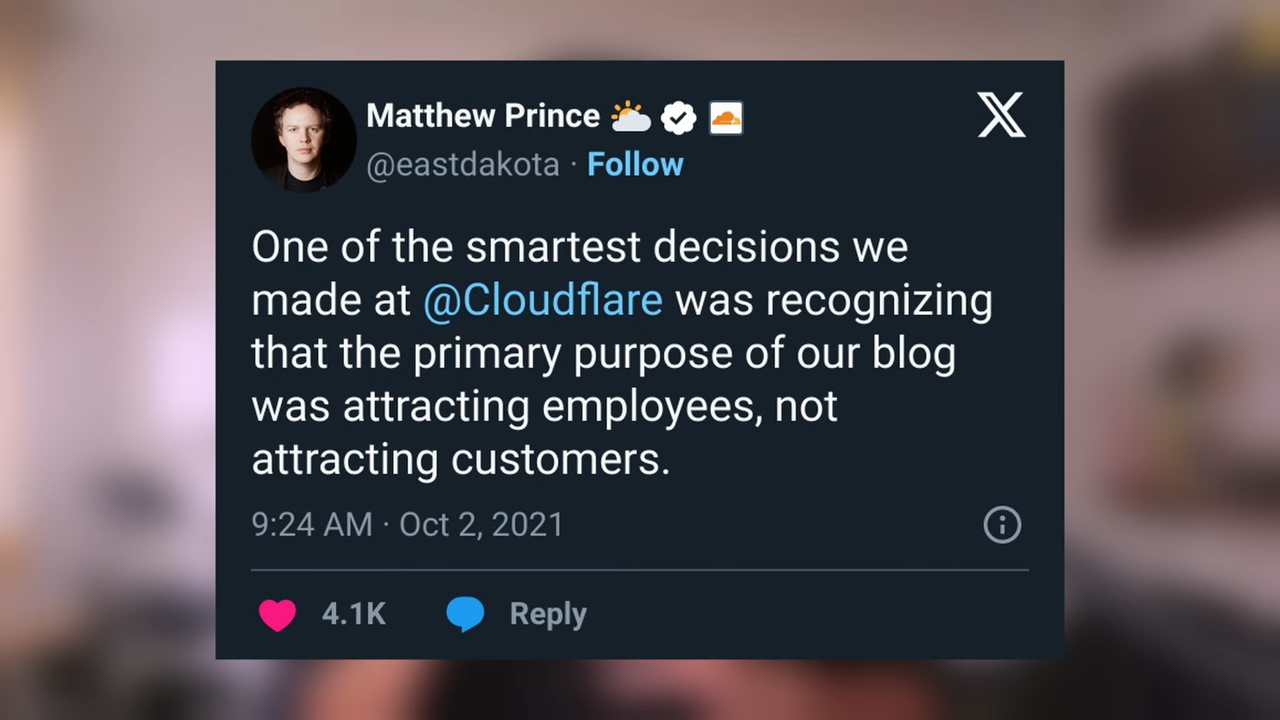 Matthew Prince
@eastdakota · Follow
One of the smartest decisions we
made at @Cloudflare was recognizing
that the primary purpose of our blog
was attracting employees, not
attracting customers.
9:24 AM · Oct 2, 2021
4.1K Reply